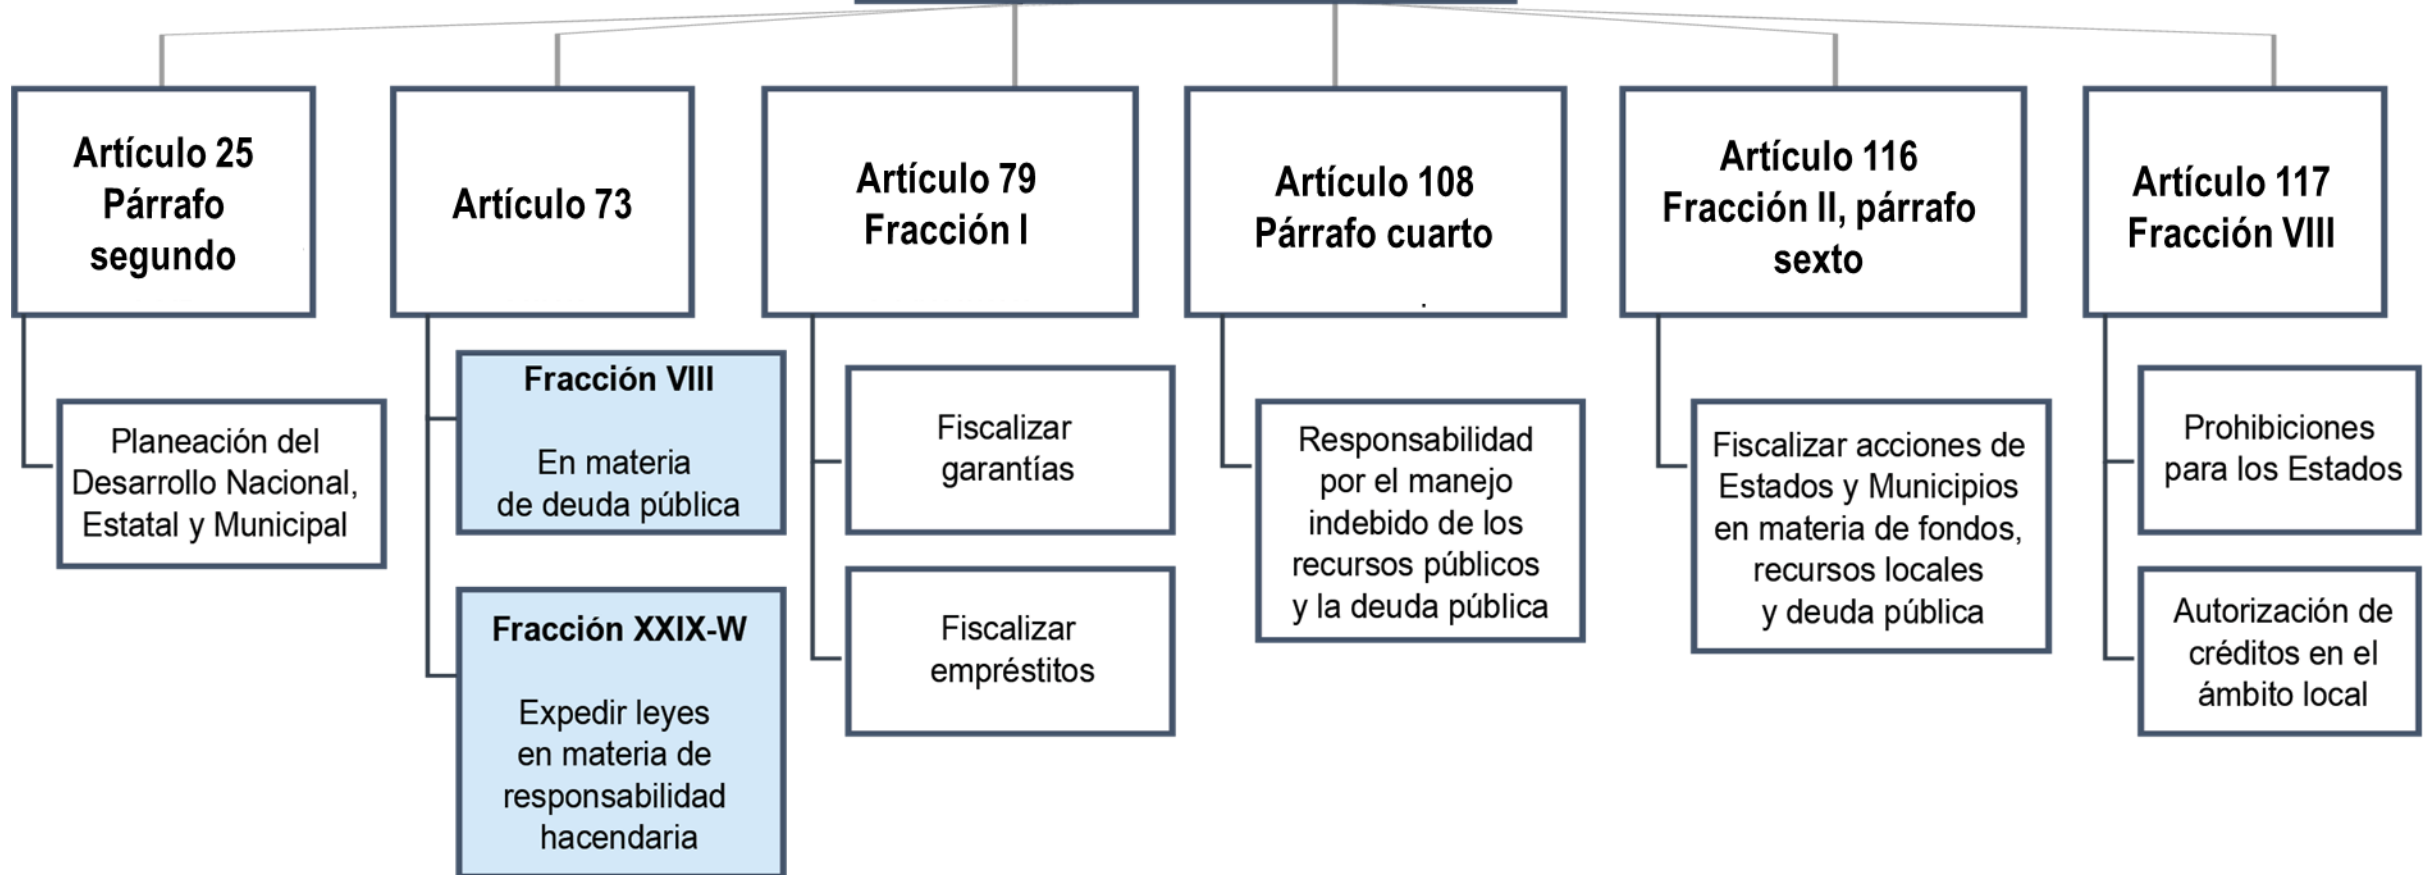 Artículo 25
Párrafo
segundo
Artículo 73
Artículo 79
Fracción I
Artículo 108
Párrafo cuarto
Artículo 116
Fracción II, párrafo
sexto
Artículo 117
Fracción VIII
Planeación del
Desarrollo Nacional,
Estatal y Municipal
Fracción VIII
En materia
de deuda pública
Fracción XXIX-W
Expedir leyes
en materia de
responsabilidad
hacendaria
Fiscalizar
garantías
Fiscalizar
empréstitos
Responsabilidad
por el manejo
indebido de los
recursos públicos
y la deuda pública
Fiscalizar acciones de
Estados y Municipios
en materia de fondos,
recursos locales
y deuda pública
Prohibiciones
para los Estados
Autorización de
créditos en el
ámbito local